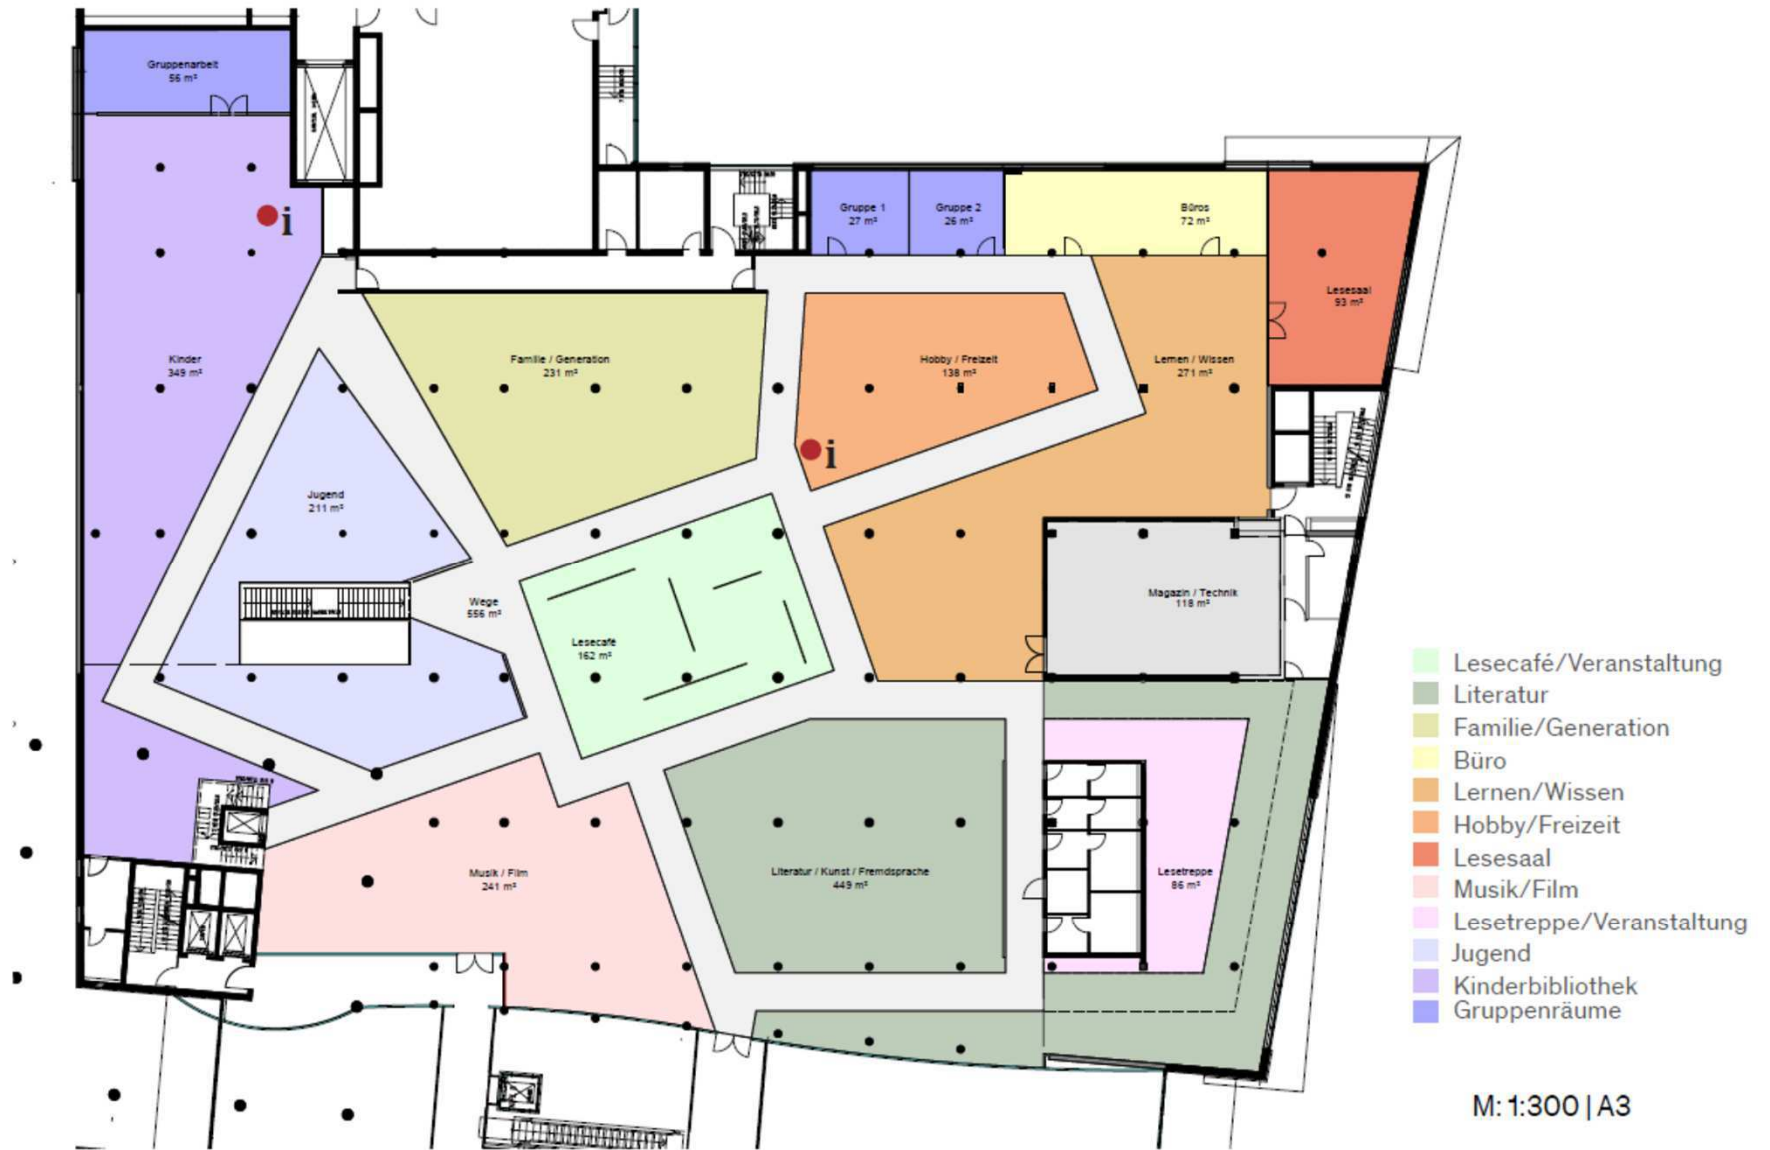 Gruppenarbeit
56 m²
i
Gruppe 1
27 m²
Gruppe 2
26 m²
Büros
72 m²
Lesesaal
93 m²
Kinder
349 m²
Familie / Generation
231 m²
Hobby / Freizeit
138 m²
Lernen / Wissen
271 m²
i
Jugend
211 m²
Wege
556 m²
Lesecafé
162 m²
Magazin / Technik
118 m²
Musik / Film
241 m²
Literatur / Kunst / Fremdsprache
449 m²
Lesetreppe
86 m²
Lesecafé/Veranstaltung
Literatur
Familie/Generation
Büro
Lernen/Wissen
Hobby/Freizeit
Lesesaal
Musik/Film
Lesetreppe/Veranstaltung
Jugend
Kinderbibliothek
Gruppenräume
M: 1:300 | A3